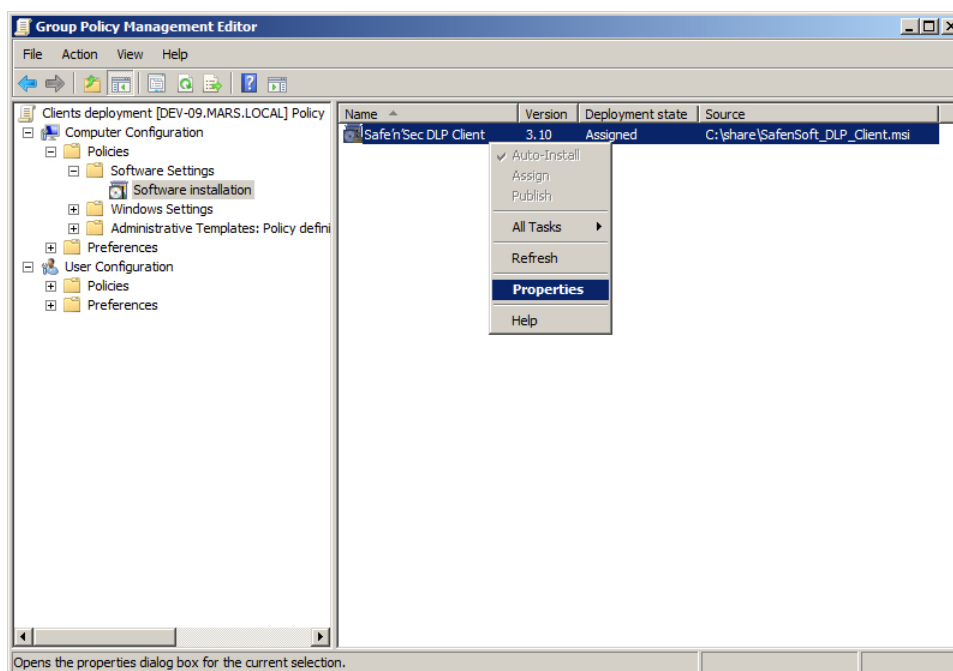 Group Policy Management Editor
File Action View Help
Clients deployment [DEV-09.MARS.LOCAL] Policy
Computer Configuration
Policies
Software Settings
Software installation
Windows Settings
Administrative Templates: Policy defini
Preferences
User Configuration
Policies
Preferences
Name Version Deployment state Source
Safe'n'Sec DLP Client 3.10 Assigned C:\share\SafenSoft_DLP_Client.msi
Auto-Install
Assign
Publish
All Tasks
Refresh
Properties
Help
Opens the properties dialog box for the current selection.